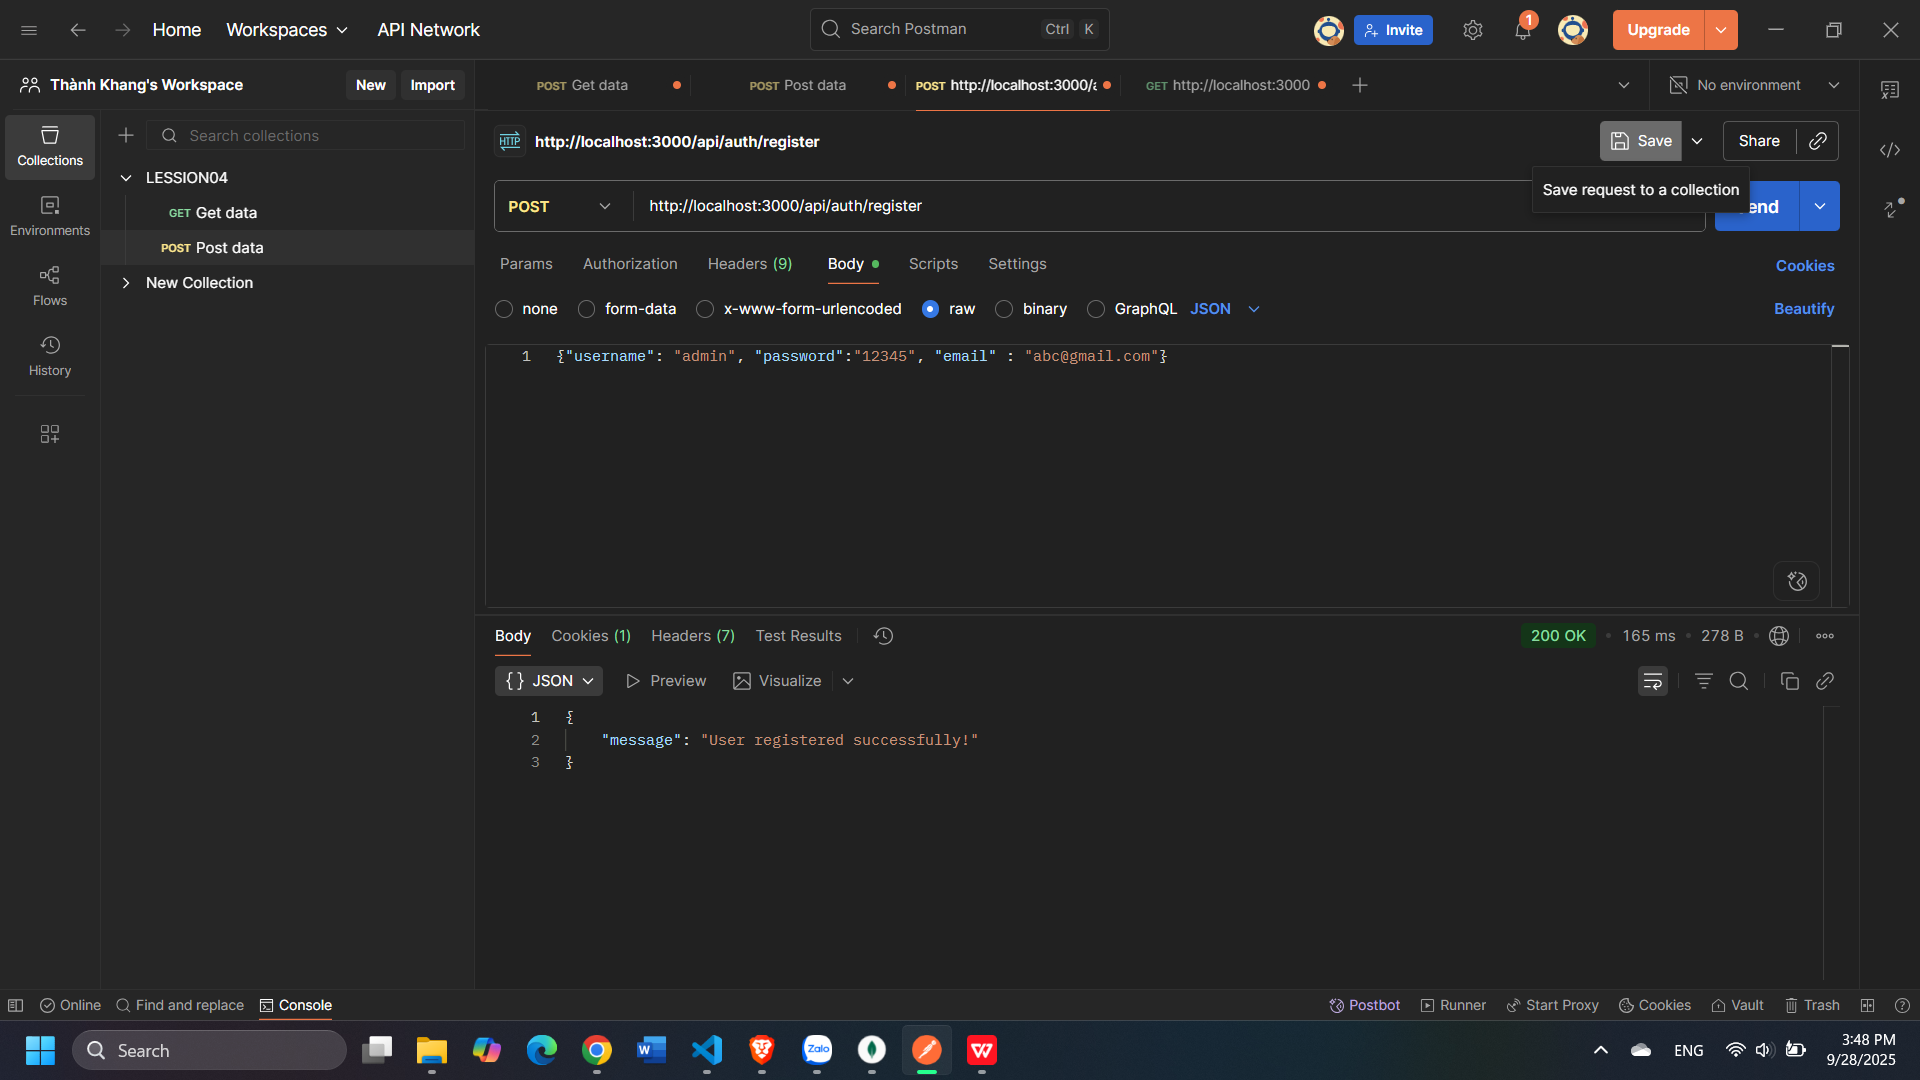 Home Workspaces API Network Search Postman Ctrl K Invite 1 Upgrade
Thành Khang's Workspace New Import
POST Get data POST Post data POST http://localhost:3000/a GET http://localhost:3000 No environment
Collections
Environments
Flows
History
Search collections
LESSION04
GET Get data
POST Post data
New Collection
HTTP http://localhost:3000/api/auth/register Save Share
Save request to a collection
POST http://localhost:3000/api/auth/register
Params Authorization Headers (9) Body Scripts Settings Cookies
none form-data x-www-form-urlencoded raw binary GraphQL JSON Beautify
1 {"username": "admin", "password":"12345", "email" : "abc@gmail.com"}
Body Cookies (1) Headers (7) Test Results 200 OK 165 ms 278 B
{} JSON Preview Visualize
1 {
2 "message": "User registered successfully!"
3 }
Online Find and replace Console Postbot Runner Start Proxy Cookies Vault Trash
Search Zalo ENG 3:48 PM
9/28/2025